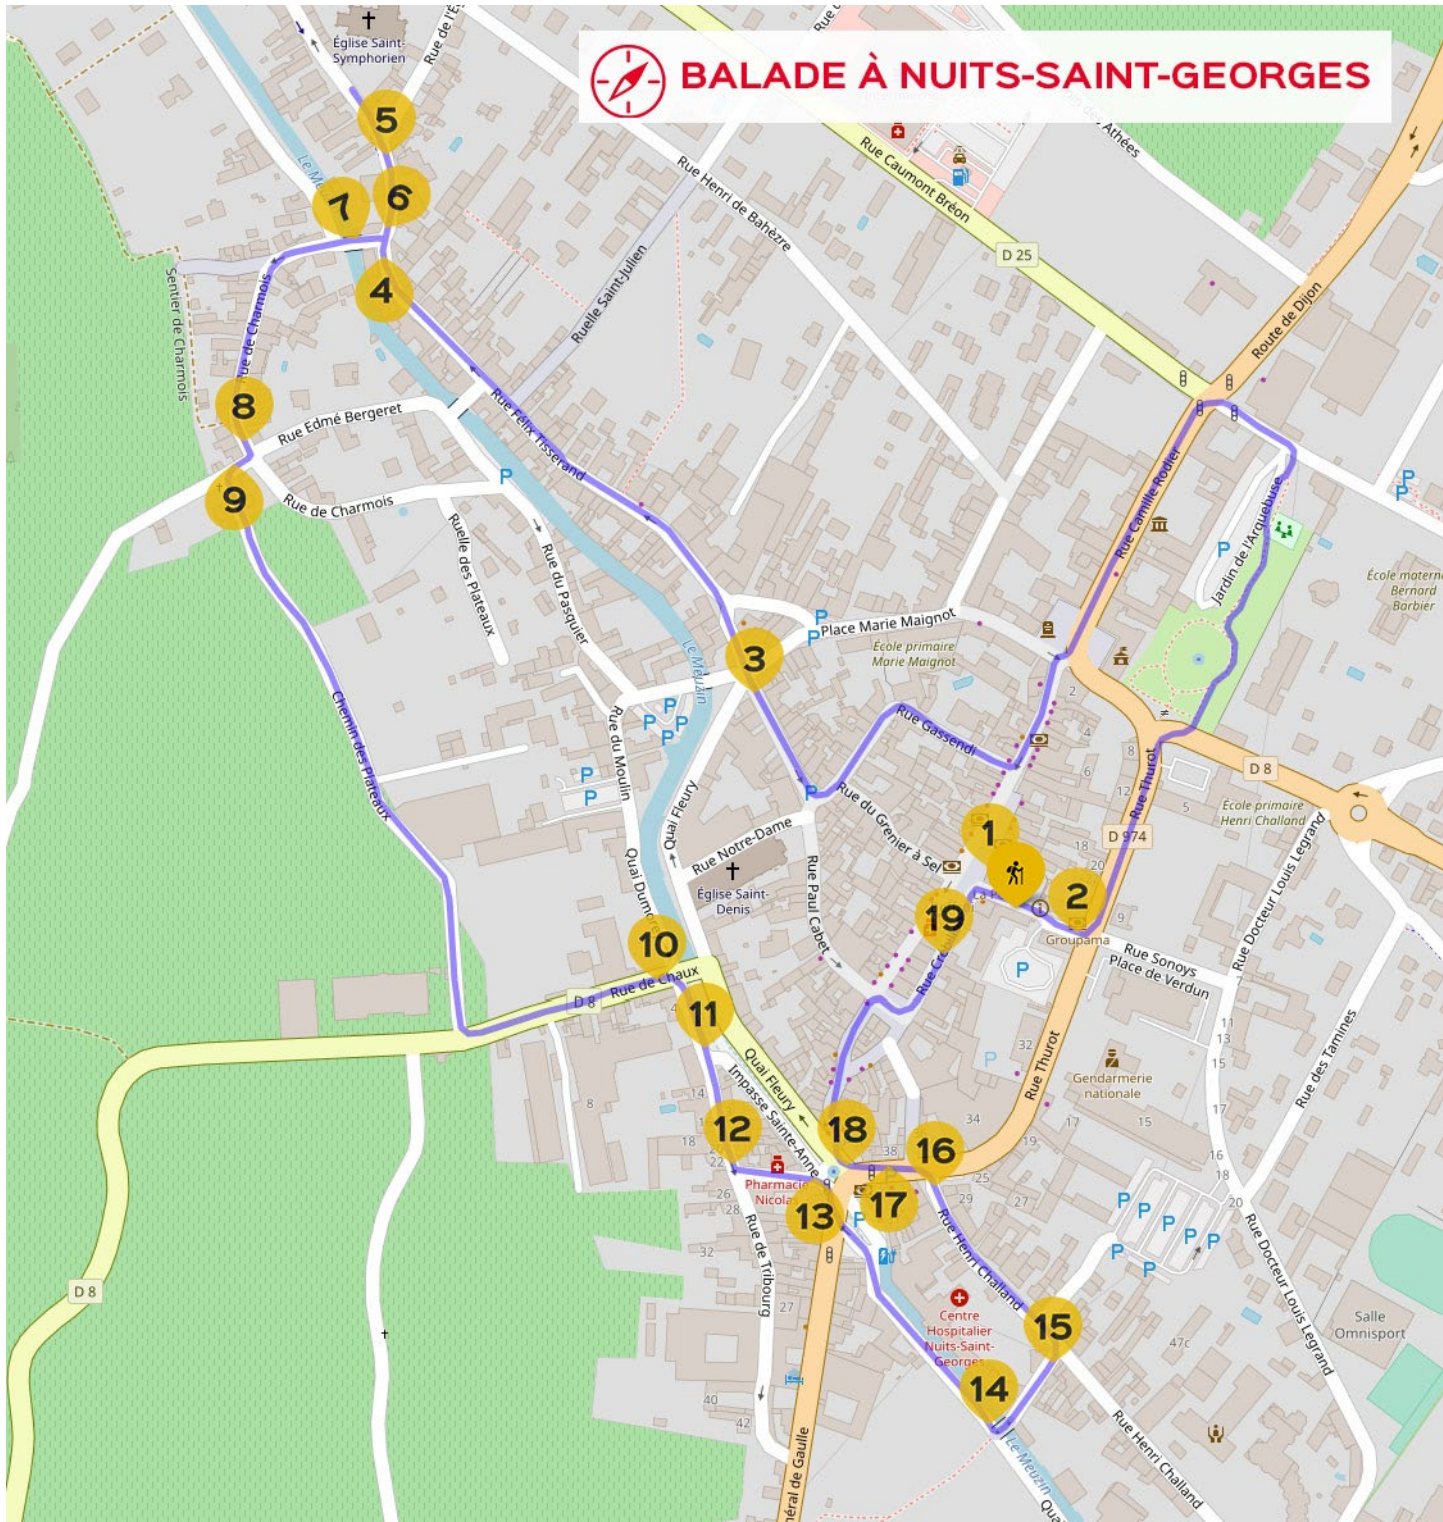 BALADE À NUITS-SAINT-GEORGES
Église Saint-
Symphorien
5
6
7
4
8
9
Rue Henri de Bahèzre
Rue Caumont Bréon
D 25
Route de Dijon
Ruelle Saint-Julien
Sentier de Charmois
Rue Edmé Bergeret
Rue de Charmois
Ruelle des Plateaux
Rue du Pasquier
Rue Félix Tisserand
Rue Camille Rodier
Jardin de l'Arquebuse
Bernard
Barbier
Place Marie Maignot
École primaire
Marie Maignot
3
Le Meuzin
Rue du Moulin
Chemin des Plateaux
Quai Fleury
Rue Notre-Dame
Église Saint-
Denis
Rue Gassendi
Rue du Grenier à Sel
Rue Paul Cabet
Rue Thurot
D 974
D 8
École primaire
Henri Challand
1
2
19
Groupama
Rue Sonoys
Place de Verdun
Rue Docteur Louis Legrand
Rue des Tamines
10
Rue de Chaux
D 8
11
Quai Fleury
Impasse Sainte-Anne
Rue Thurot
Gendarmerie
nationale
12
18
16
17
13
Rue de Tribourg
Rue Henri Challand
Centre
Hospitalier
Nuits-Saint-
Georges
15
14
Salle
Omnisport
Rue Docteur Louis Legrand
Rue Henri Challand
Le Meuzin
D 8